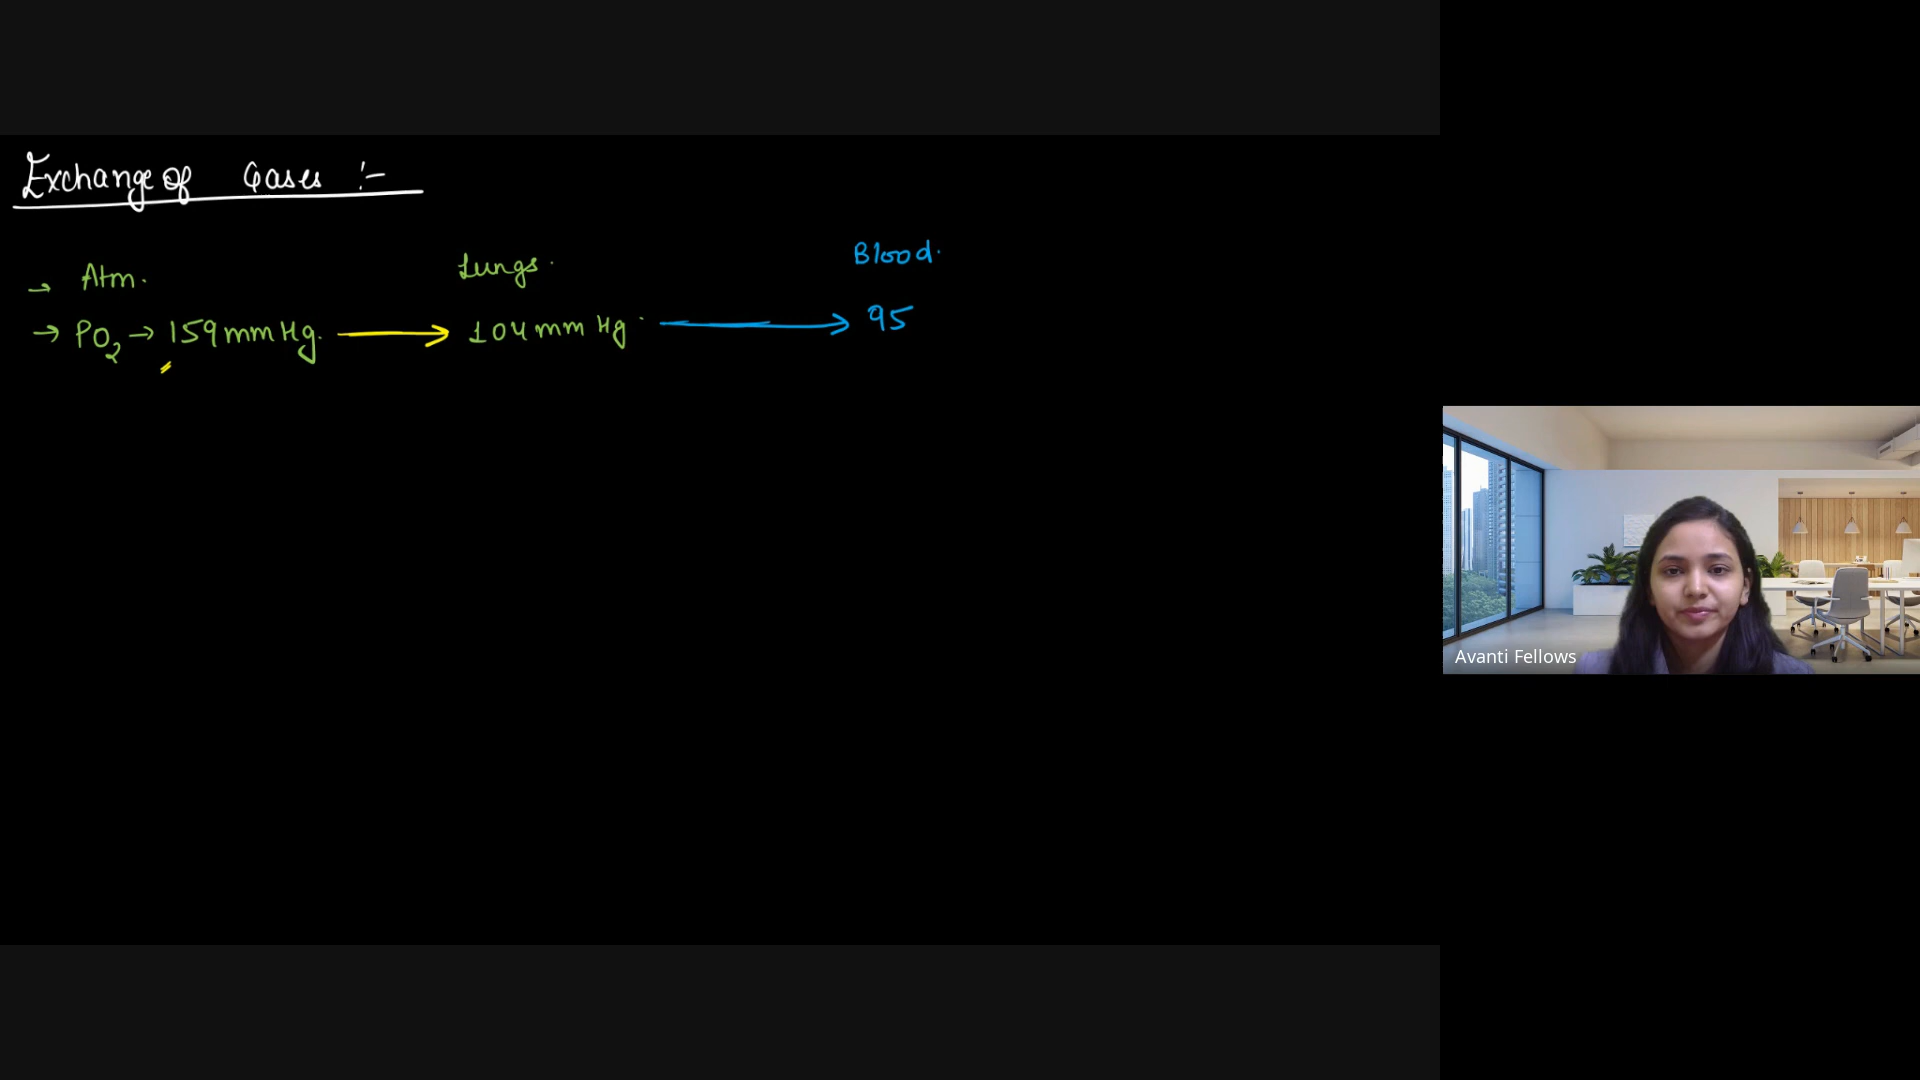 Exchange of Gases :-
→ Atm. Lungs. Blood.
→ PO₂ → 159 mm Hg. → 104 mm Hg. → 95
Avanti Fellows